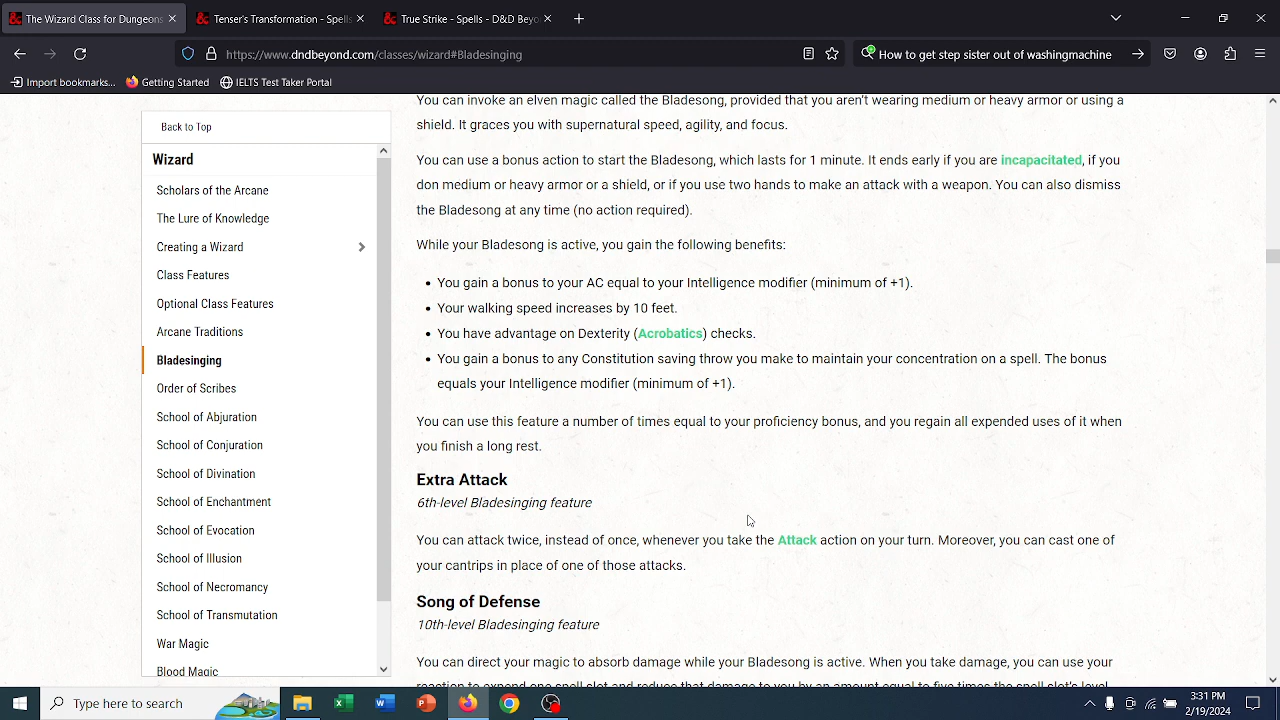 The Wizard Class for Dungeons
Tenser's Transformation - Spells
True Strike - Spells - D&D Beyo
https://www.dndbeyond.com/classes/wizard#Bladesinging
How to get step sister out of washingmachine
Import bookmarks...
Getting Started
IELTS Test Taker Portal
Back to Top
Wizard
Scholars of the Arcane
The Lure of Knowledge
Creating a Wizard
Class Features
Optional Class Features
Arcane Traditions
Bladesinging
Order of Scribes
School of Abjuration
School of Conjuration
School of Divination
School of Enchantment
School of Evocation
School of Illusion
School of Necromancy
School of Transmutation
War Magic
Blood Magic
You can invoke an elven magic called the Bladesong, provided that you aren't wearing medium or heavy armor or using a
shield. It graces you with supernatural speed, agility, and focus.
You can use a bonus action to start the Bladesong, which lasts for 1 minute. It ends early if you are incapacitated, if you
don medium or heavy armor or a shield, or if you use two hands to make an attack with a weapon. You can also dismiss
the Bladesong at any time (no action required).
While your Bladesong is active, you gain the following benefits:
• You gain a bonus to your AC equal to your Intelligence modifier (minimum of +1).
• Your walking speed increases by 10 feet.
• You have advantage on Dexterity (Acrobatics) checks.
• You gain a bonus to any Constitution saving throw you make to maintain your concentration on a spell. The bonus
equals your Intelligence modifier (minimum of +1).
You can use this feature a number of times equal to your proficiency bonus, and you regain all expended uses of it when
you finish a long rest.
Extra Attack
6th-level Bladesinging feature
You can attack twice, instead of once, whenever you take the Attack action on your turn. Moreover, you can cast one of
your cantrips in place of one of those attacks.
Song of Defense
10th-level Bladesinging feature
You can direct your magic to absorb damage while your Bladesong is active. When you take damage, you can use your
reaction to expend one spell slot and reduce that damage to you by an amount equal to five times the spell slot's level
Type here to search
3:31 PM
2/19/2024